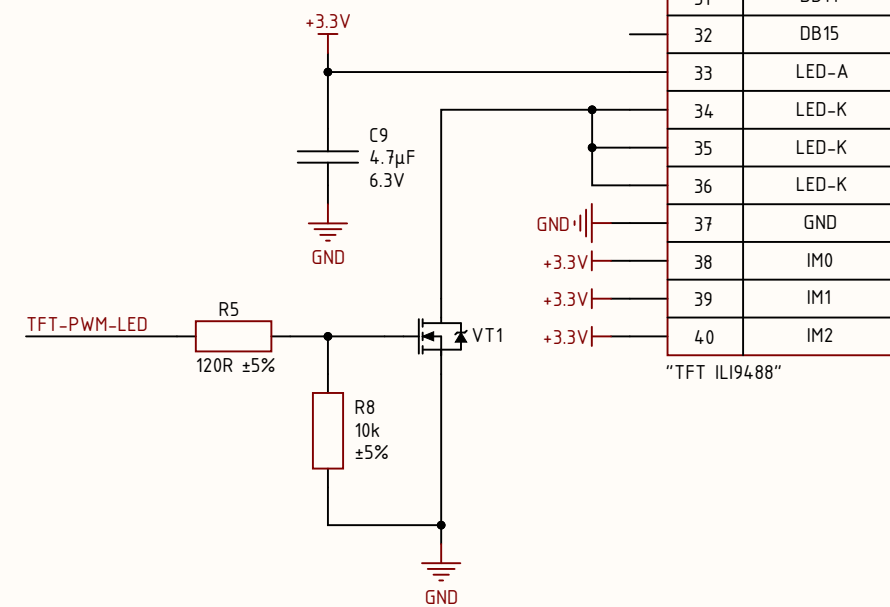 +3.3V
32 DB15
33 LED-A
34 LED-K
C9
4.7µF
6.3V
35 LED-K
36 LED-K
GND 37 GND
GND
+3.3V 38 IM0
+3.3V 39 IM1
R5
TFT-PWM-LED
VT1
+3.3V 40 IM2
120R ±5%
"TFT ILI9488"
R8
10k
±5%
GND